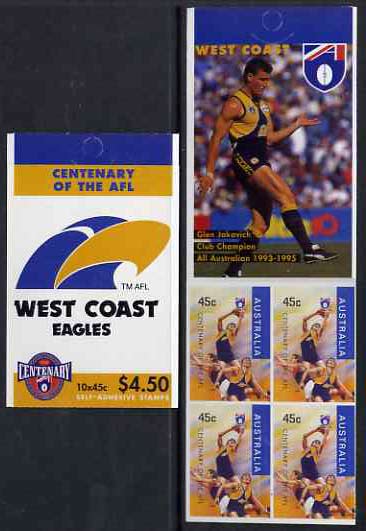 CENTENARY
OF THE AFL
TM AFL
WEST COAST
EAGLES
CENTENARY
10x45c $4.50
SELF-ADHESIVE STAMPS
WEST COAST
Glen Jakovich
Club Champion
All Australian 1993-1995
45c
AUSTRALIA
CENTENARY OF THE AFL
45c
AUSTRALIA
CENTENARY OF THE AFL
45c
AUSTRALIA
CENTENARY OF THE AFL
45c
AUSTRALIA
CENTENARY OF THE AFL